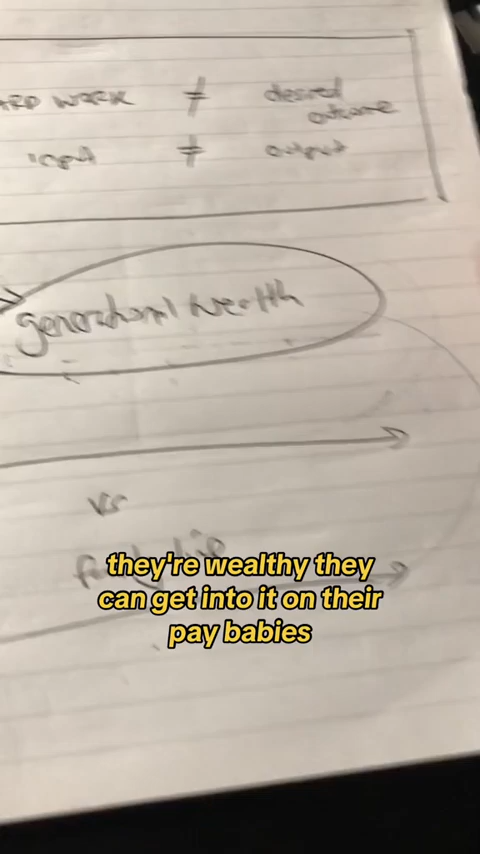 WORK ≠ desired
outcome
input ≠ output
generational wealth
vs
they're wealthy they
can get into it on their
pay babies